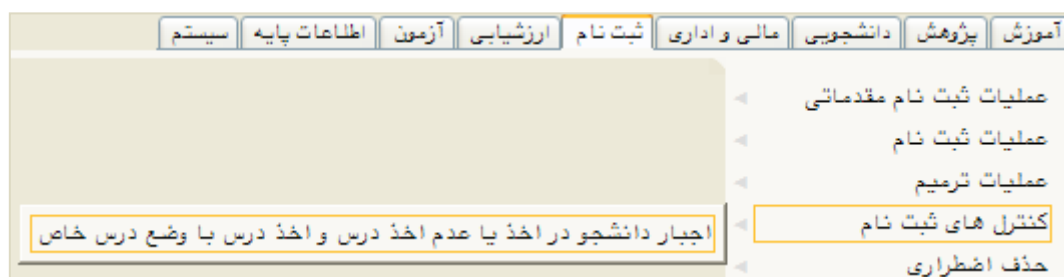 آموزش پژوهش دانشجویی مالی و اداری ثبت نام ارزشیابی آزمون اطلاعات پایه سیستم
عملیات ثبت نام مقدماتی
عملیات ثبت نام
عملیات ترمیم
کنترل های ثبت نام
اجبار دانشجو در اخذ یا عدم اخذ درس و اخذ درس با وضع درس خاص
حذف اضطراری